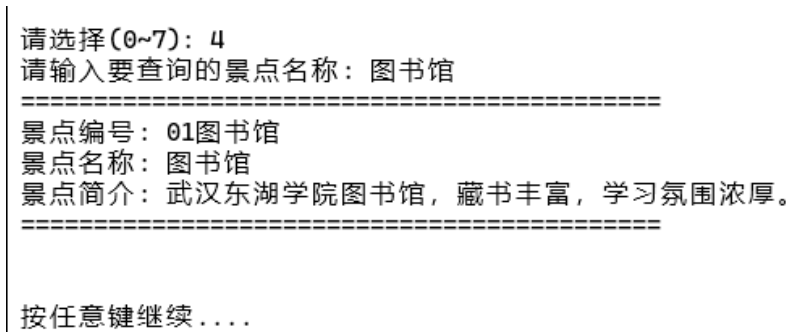 请选择(0~7): 4
请输入要查询的景点名称: 图书馆
============================================
景点编号: 01图书馆
景点名称: 图书馆
景点简介: 武汉东湖学院图书馆, 藏书丰富, 学习氛围浓厚。
============================================
按任意键继续....